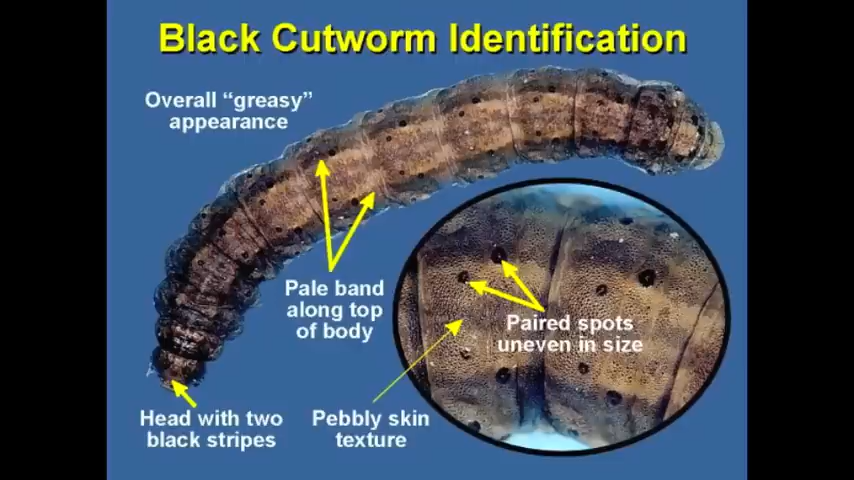 Black Cutworm Identification
Overall “greasy”
appearance
Pale band
along top
of body
Paired spots
uneven in size
Head with two
black stripes
Pebbly skin
texture